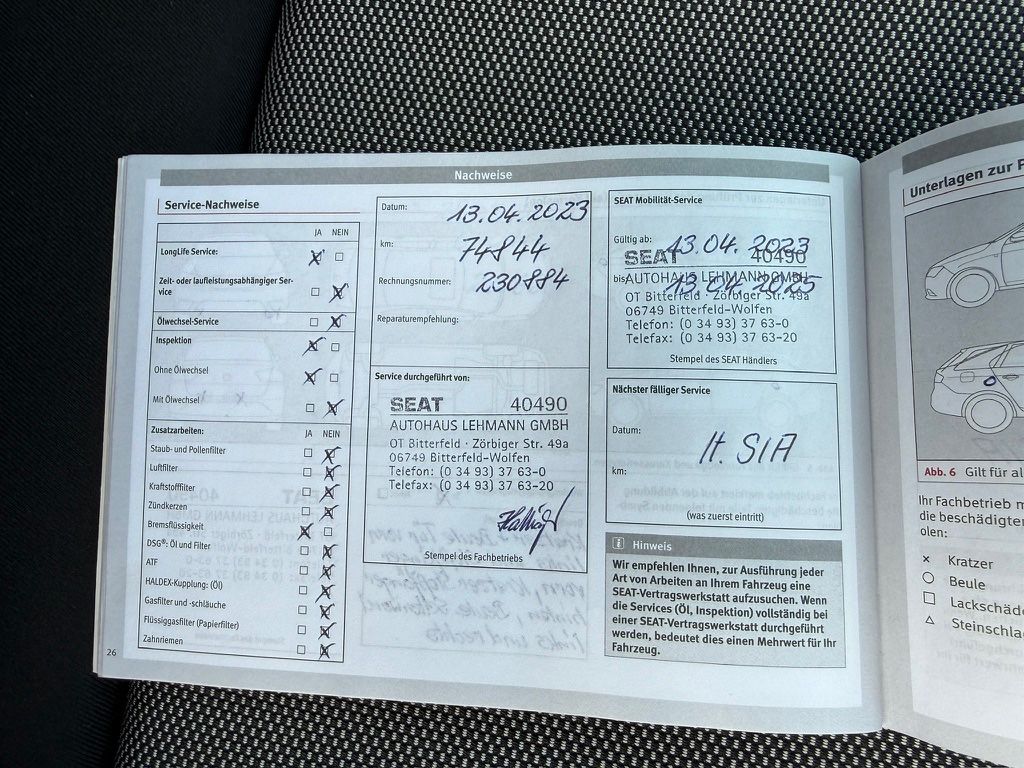 Nachweise
Service-Nachweise
JA NEIN
LongLife Service:
Zeit- oder laufleistungsabhängiger Ser-
vice
Ölwechsel-Service
Inspektion
Ohne Ölwechsel
Mit Ölwechsel
Zusatzarbeiten: JA NEIN
Staub- und Pollenfilter
Luftfilter
Kraftstofffilter
Zündkerzen
Bremsflüssigkeit
DSG®: Öl und Filter
ATF
HALDEX-Kupplung: (Öl)
Gasfilter und -schläuche
Flüssiggasfilter (Papierfilter)
Zahnriemen
26
Datum: 13.04.2023
km: 74844
Rechnungsnummer: 230884
Reparaturempfehlung:
Service durchgeführt von:
SEAT 40490
AUTOHAUS LEHMANN GMBH
OT Bitterfeld · Zörbiger Str. 49a
06749 Bitterfeld-Wolfen
Telefon: (0 34 93) 37 63-0
Telefax: (0 34 93) 37 63-20
Stempel des Fachbetriebs
SEAT Mobilität-Service
Gültig ab: 13.04.2023
SEAT 40490
bis: 13.04.2025
AUTOHAUS LEHMANN GMBH
OT Bitterfeld · Zörbiger Str. 49a
06749 Bitterfeld-Wolfen
Telefon: (0 34 93) 37 63-0
Telefax: (0 34 93) 37 63-20
Stempel des SEAT Händlers
Nächster fälliger Service
Datum:
lt. SIA
km:
(was zuerst eintritt)
i Hinweis
Wir empfehlen Ihnen, zur Ausführung jeder
Art von Arbeiten an Ihrem Fahrzeug eine
SEAT-Vertragswerkstatt aufzusuchen. Wenn
die Services (Öl, Inspektion) vollständig bei
einer SEAT-Vertragswerkstatt durchgeführt
werden, bedeutet dies einen Mehrwert für Ihr
Fahrzeug.
Unterlagen zur
Abb. 6 Gilt für
Ihr Fachbetrieb
die beschädigten
olen:
Kratzer
Beule
Lackschäd
Steinschla